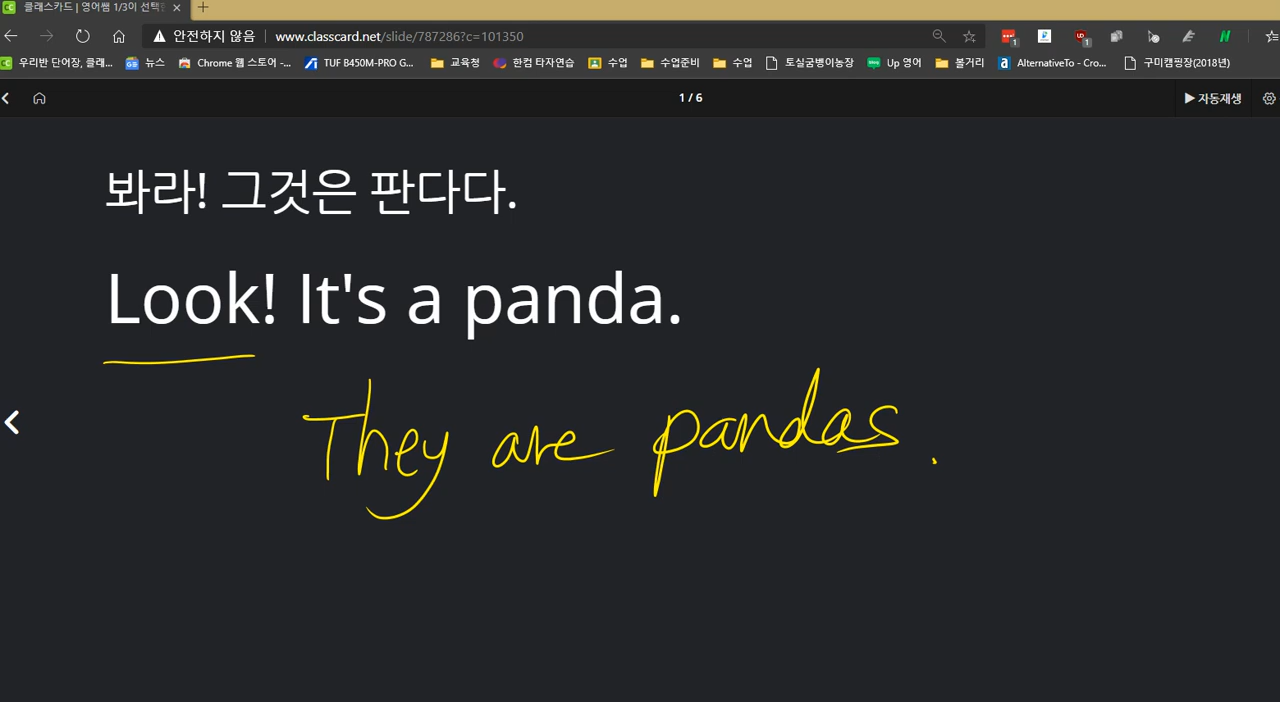 클래스카드 | 영어쌤 1/3이 선택한
안전하지 않음 | www.classcard.net/slide/787286?c=101350
우리반 단어장, 클래... 뉴스 Chrome 웹 스토어 -... TUF B450M-PRO G... 교육청 한컴 타자연습 수업 수업준비 수업 토실굼벵이농장 Up 영어 볼거리 AlternativeTo - Cro... 구미캠핑장(2018년)
1 / 6 자동재생
봐라! 그것은 판다다.
Look! It's a panda.
They are pandas.